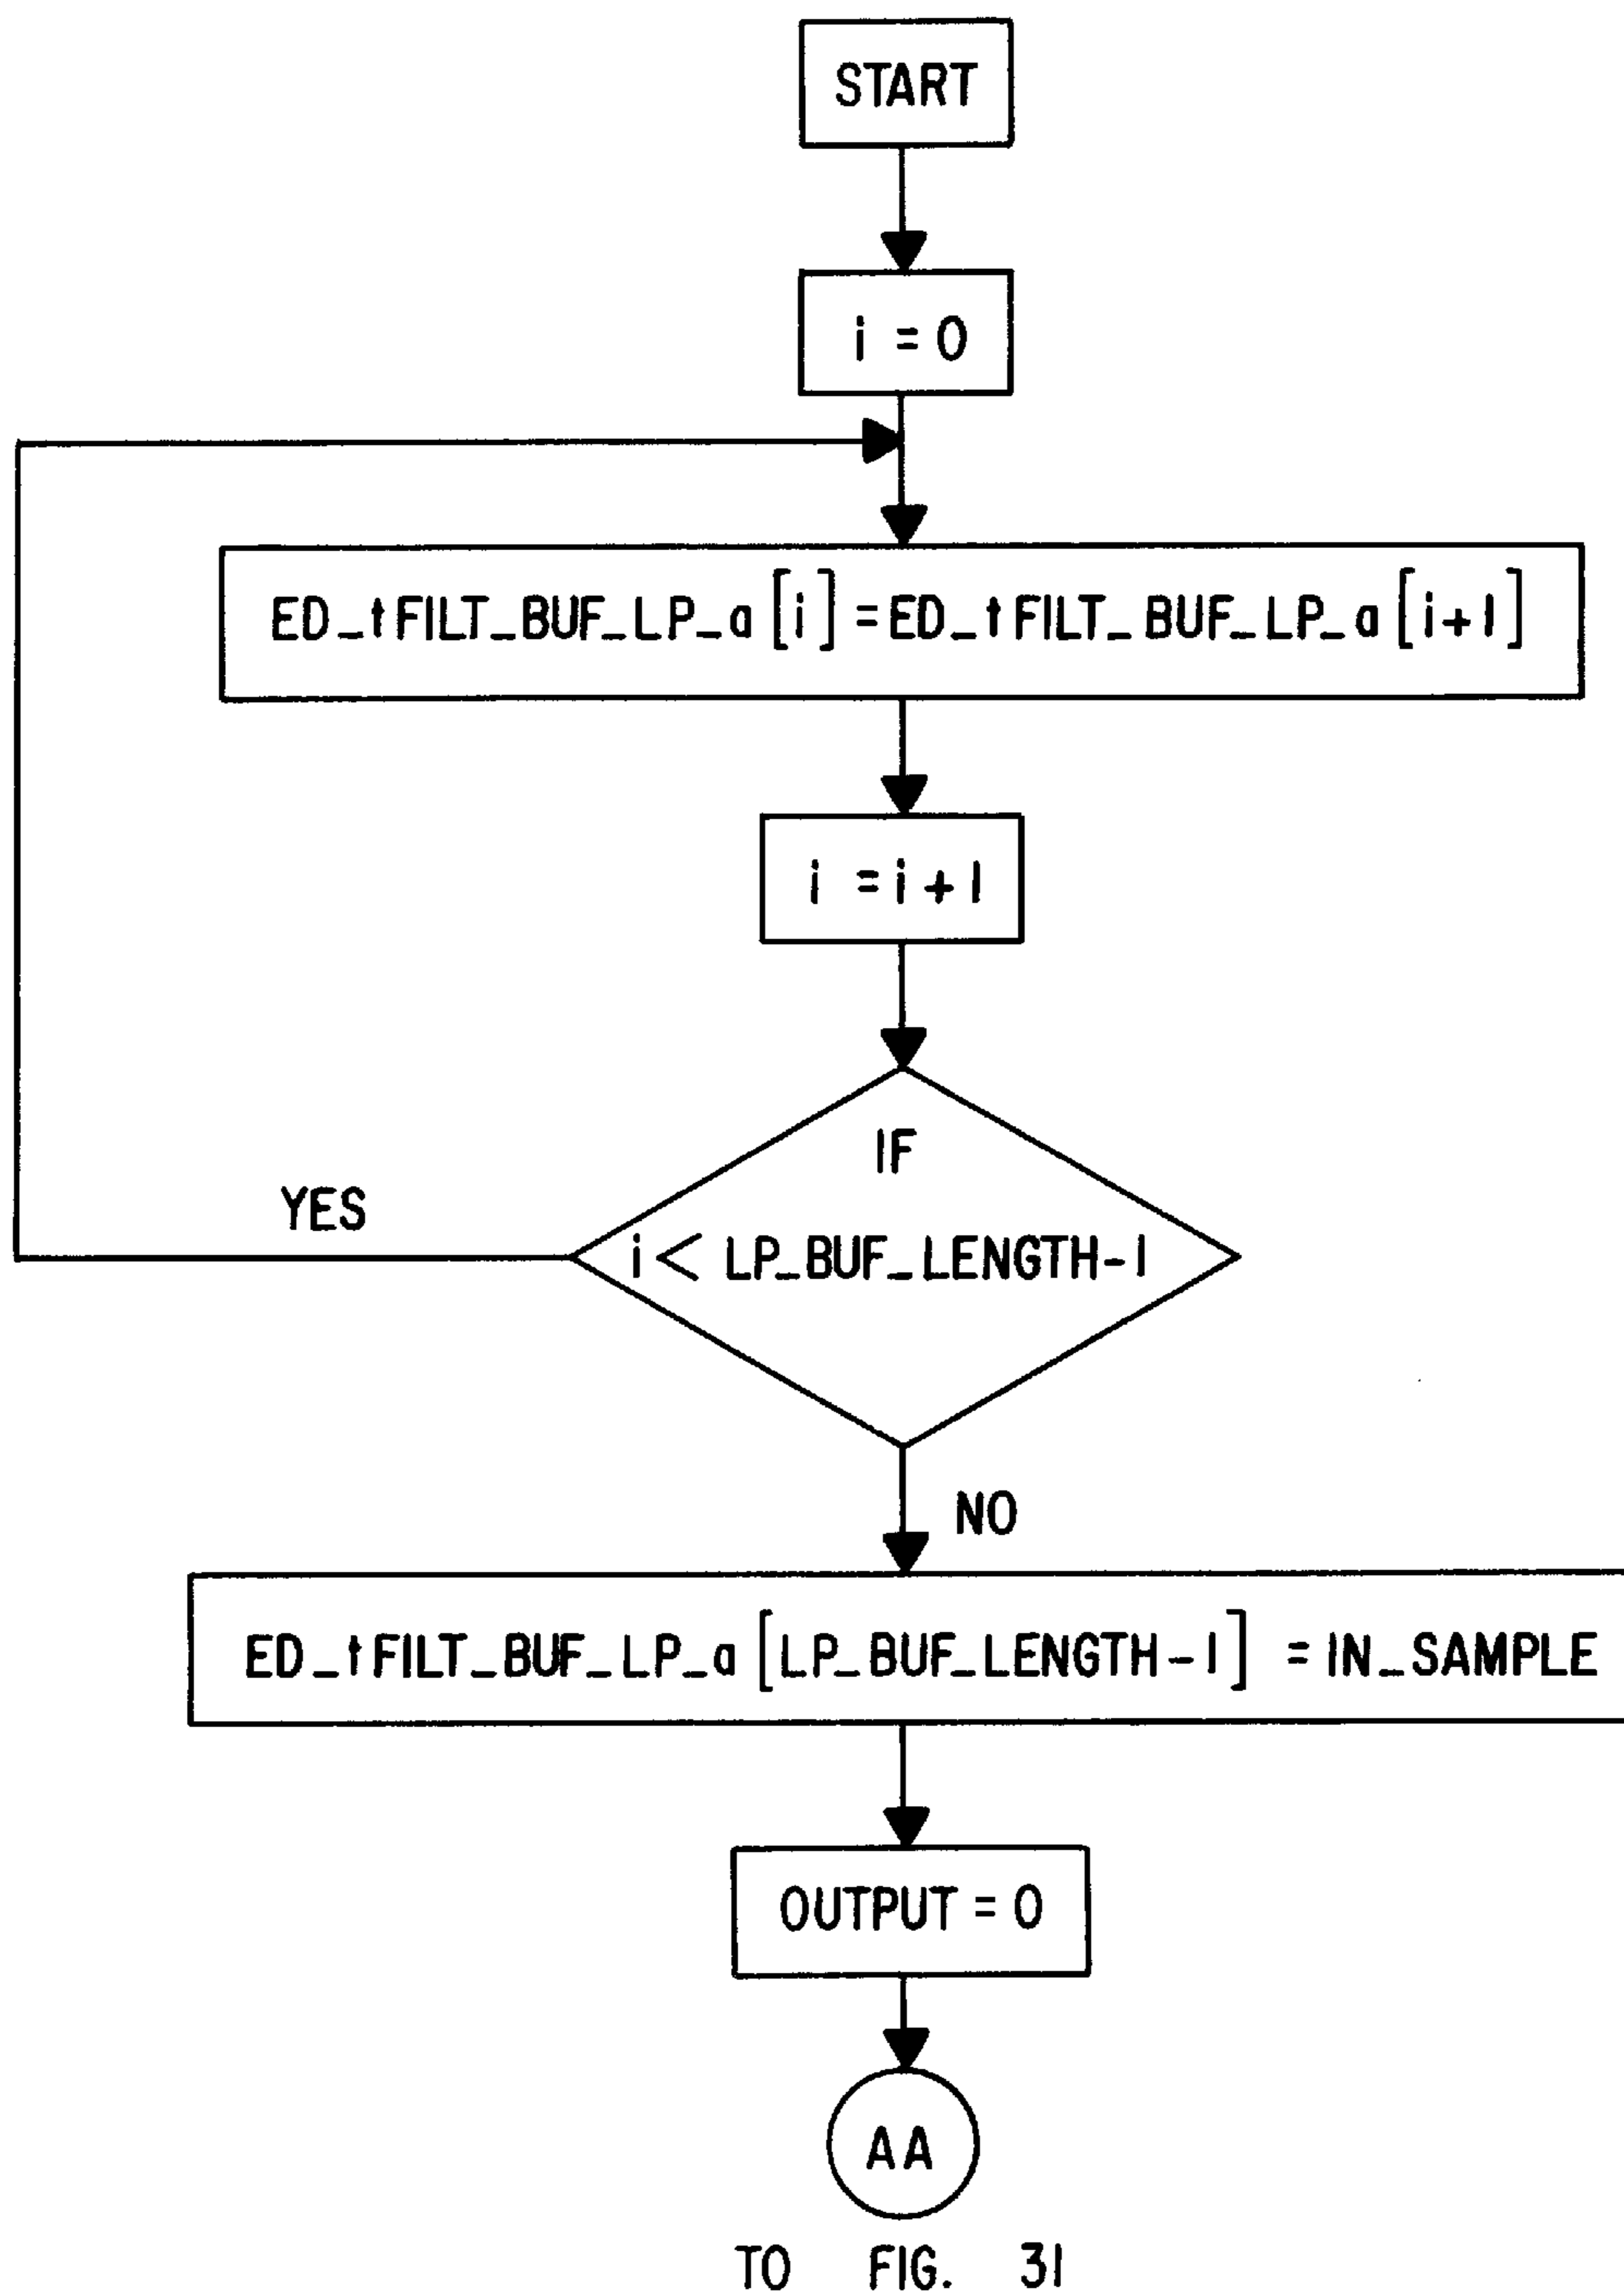 START
i = 0
ED_tFILT_BUF_LP_a[i] = ED_tFILT_BUF_LP_a[i+1]
i = i + 1
IF
i < LP_BUF_LENGTH-1
YES
NO
ED_tFILT_BUF_LP_a[LP_BUF_LENGTH-1] = IN_SAMPLE
OUTPUT = 0
AA
TO FIG. 31